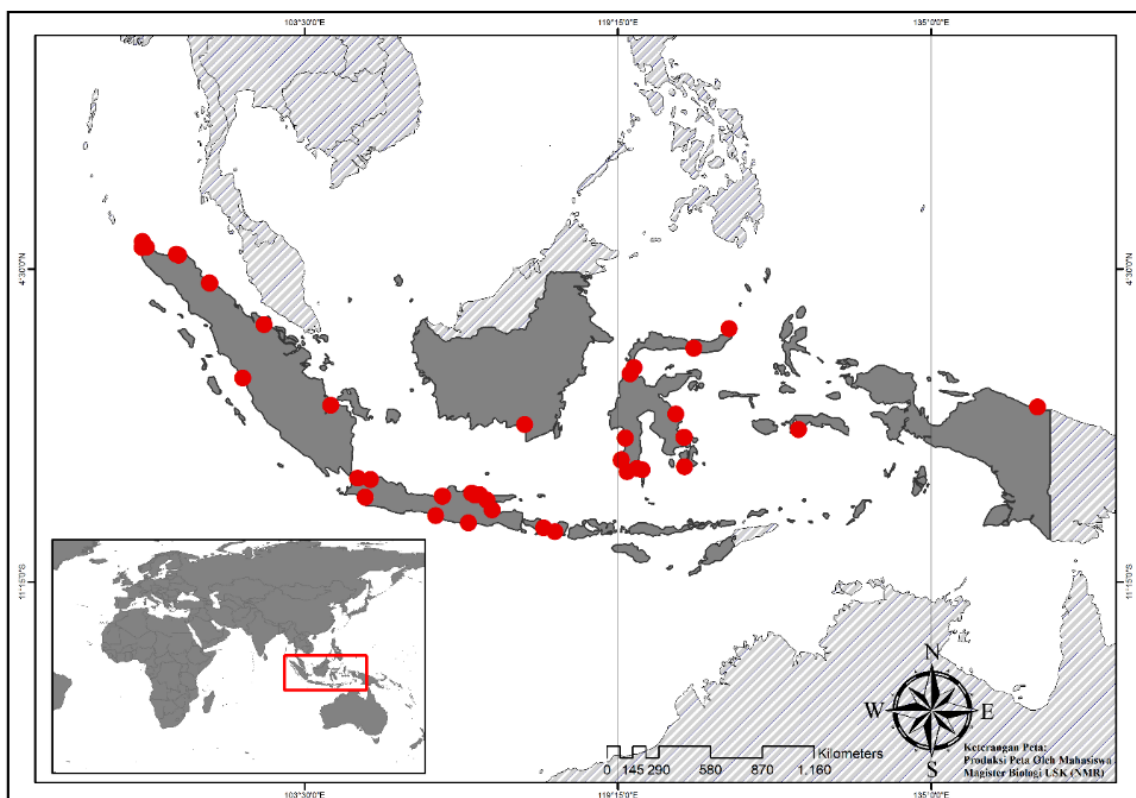 103°30'0"E 119°15'0"E 135°0'0"E
4°30'0"N 4°30'0"N
11°15'0"S 11°15'0"S
N
W E
S
Kilometers
0 145 290 580 870 1.160
Keterangan Peta:
Produksi Peta Oleh Mahasiswa
Magister Biologi USK (NMR)
103°30'0"E 119°15'0"E 135°0'0"E